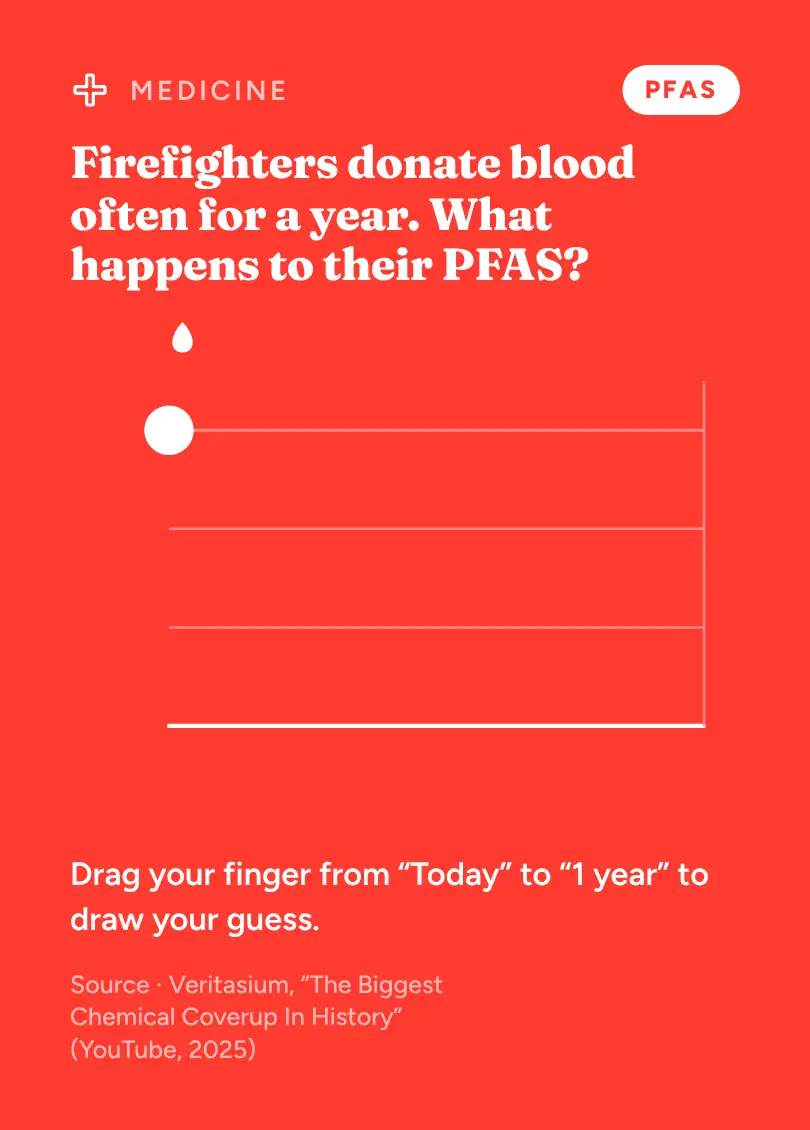 MEDICINE
PFAS
Firefighters donate blood
often for a year. What
happens to their PFAS?
Drag your finger from “Today” to “1 year” to
draw your guess.
Source · Veritasium, “The Biggest
Chemical Coverup In History”
(YouTube, 2025)